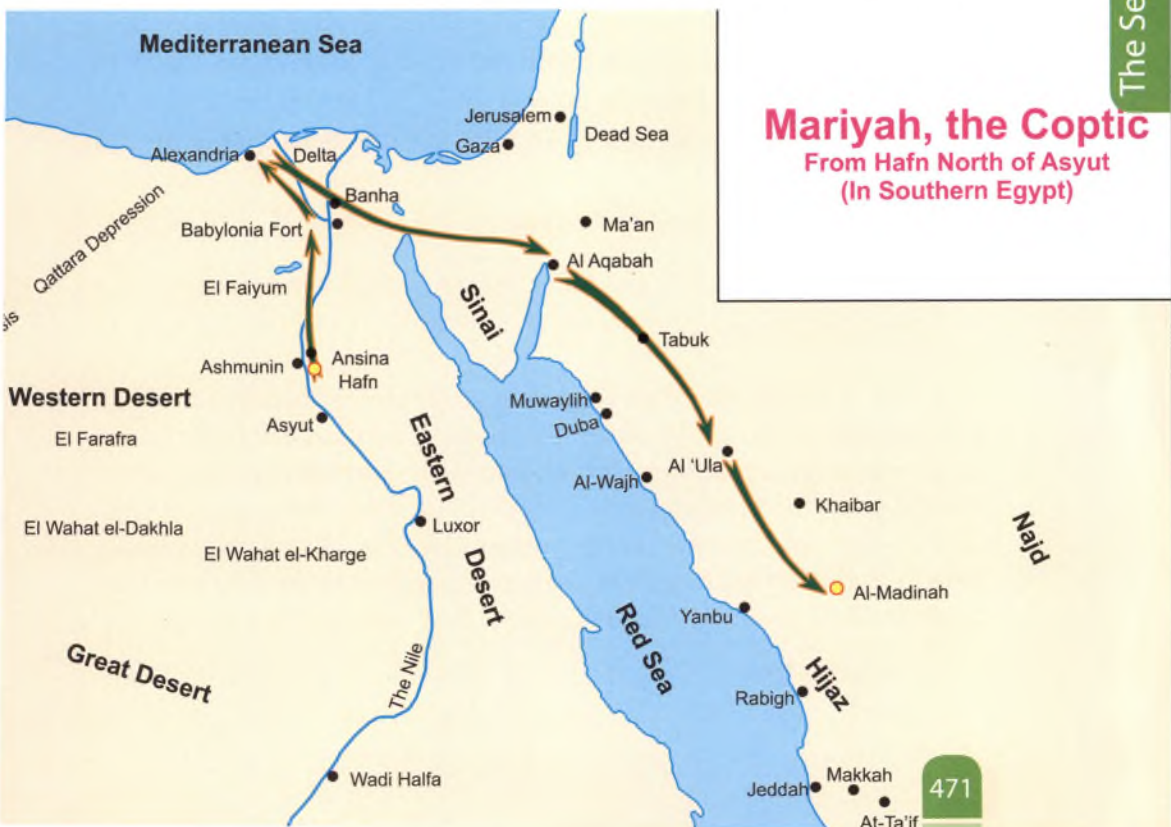 The Se
Mariyah, the Coptic
From Hafn North of Asyut
(In Southern Egypt)
Mediterranean Sea
Jerusalem
Dead Sea
Gaza
Alexandria
Delta
Banha
Babylonia Fort
Ma'an
Al Aqabah
Qattara Depression
El Faiyum
Sinai
sis
Tabuk
Ashmunin
Ansina
Hafn
Western Desert
Muwaylih
Duba
Asyut
El Farafra
Eastern
Desert
Al 'Ula
Al-Wajh
Khaibar
Luxor
El Wahat el-Dakhla
El Wahat el-Kharge
Najd
Al-Madinah
Yanbu
Red Sea
Great Desert
The Nile
Hijaz
Rabigh
Wadi Halfa
Jeddah
Makkah
At-Ta'if
471